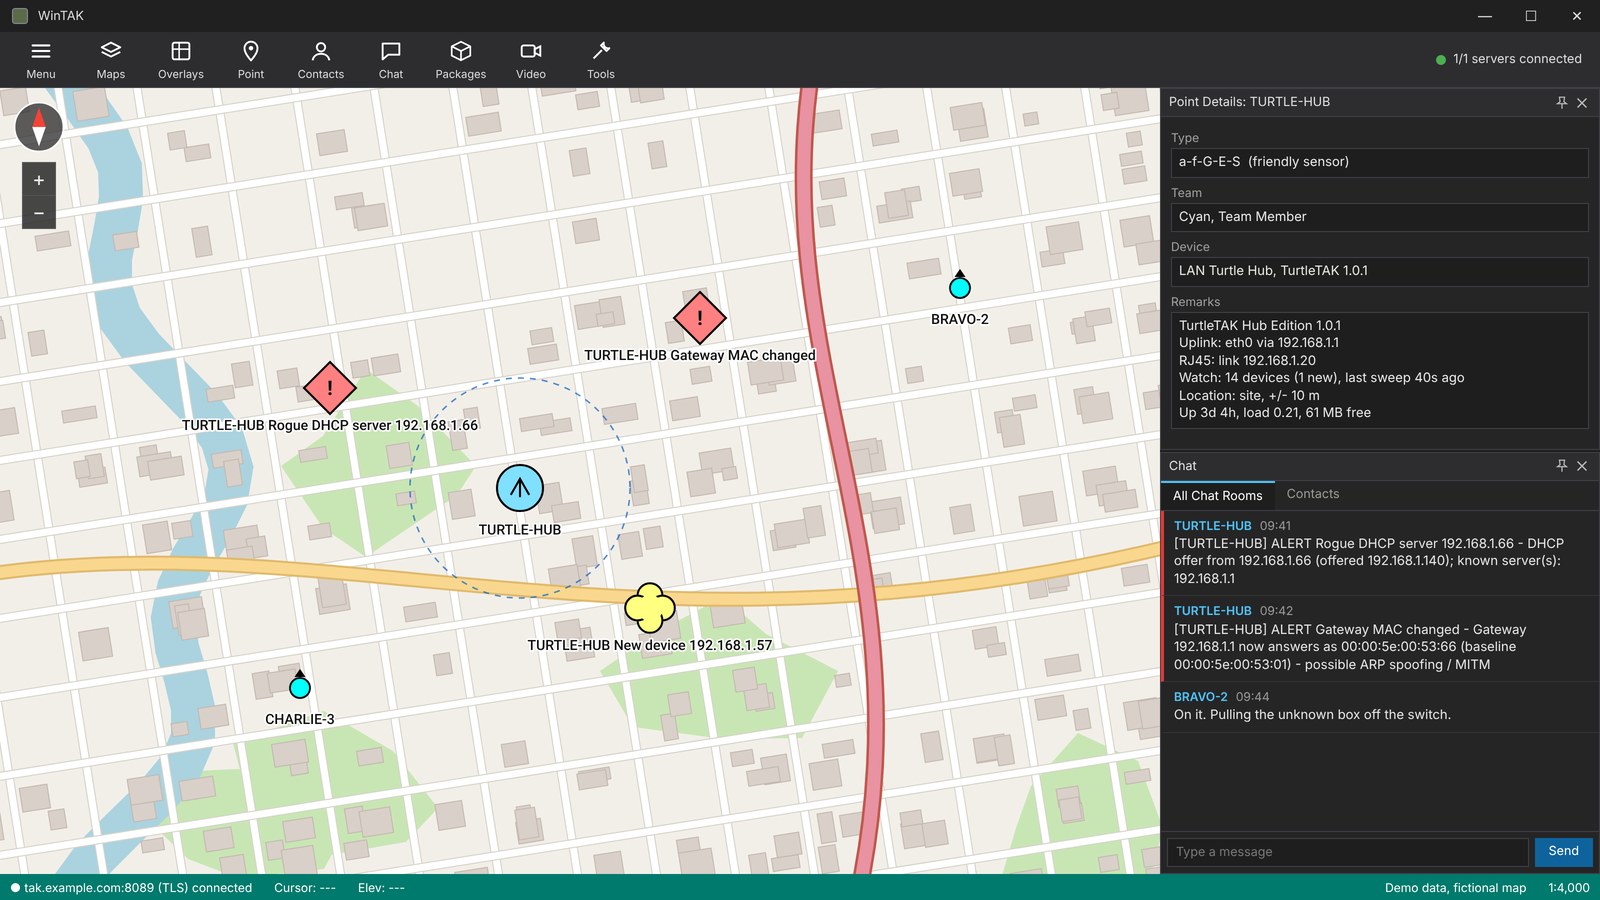 WinTAK
Menu
Maps
Overlays
Point
Contacts
Chat
Packages
Video
Tools
1/1 servers connected
+
−
! 
TURTLE-HUB Gateway MAC changed
BRAVO-2
!
TURTLE-HUB Rogue DHCP server 192.168.1.66
TURTLE-HUB
TURTLE-HUB New device 192.168.1.57
CHARLIE-3
Point Details: TURTLE-HUB
Type
a-f-G-E-S (friendly sensor)
Team
Cyan, Team Member
Device
LAN Turtle Hub, TurtleTAK 1.0.1
Remarks
TurtleTAK Hub Edition 1.0.1
Uplink: eth0 via 192.168.1.1
RJ45: link 192.168.1.20
Watch: 14 devices (1 new), last sweep 40s ago
Location: site, +/- 10 m
Up 3d 4h, load 0.21, 61 MB free
Chat
All Chat Rooms
Contacts
TURTLE-HUB 09:41
[TURTLE-HUB] ALERT Rogue DHCP server 192.168.1.66 - DHCP
offer from 192.168.1.66 (offered 192.168.1.140); known server(s):
192.168.1.1
TURTLE-HUB 09:42
[TURTLE-HUB] ALERT Gateway MAC changed - Gateway
192.168.1.1 now answers as 00:00:5e:00:53:66 (baseline
00:00:5e:00:53:01) - possible ARP spoofing / MITM
BRAVO-2 09:44
On it. Pulling the unknown box off the switch.
Type a message
Send
tak.example.com:8089 (TLS) connected
Cursor: ---
Elev: ---
Demo data, fictional map
1:4,000